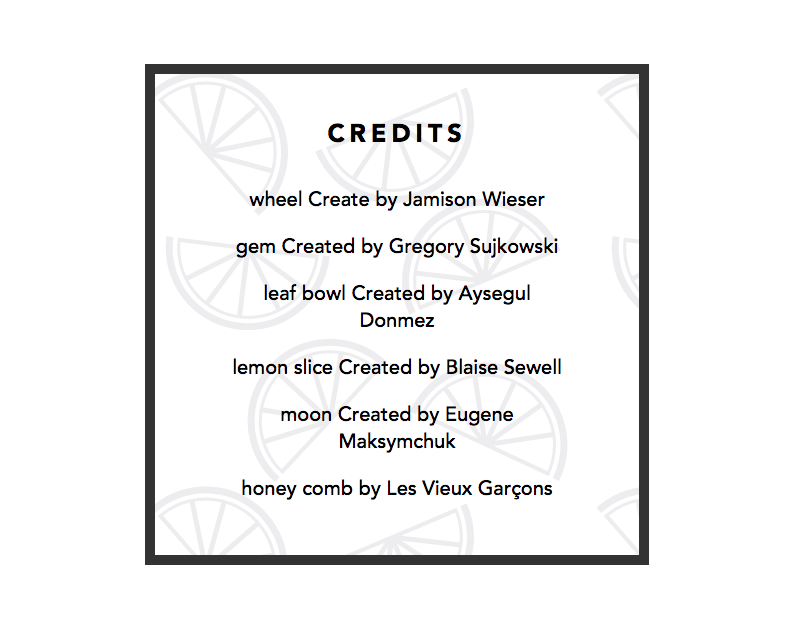 CREDITS
wheel Create by Jamison Wieser
gem Created by Gregory Sujkowski
leaf bowl Created by Aysegul
Donmez
lemon slice Created by Blaise Sewell
moon Created by Eugene
Maksymchuk
honey comb by Les Vieux Garçons